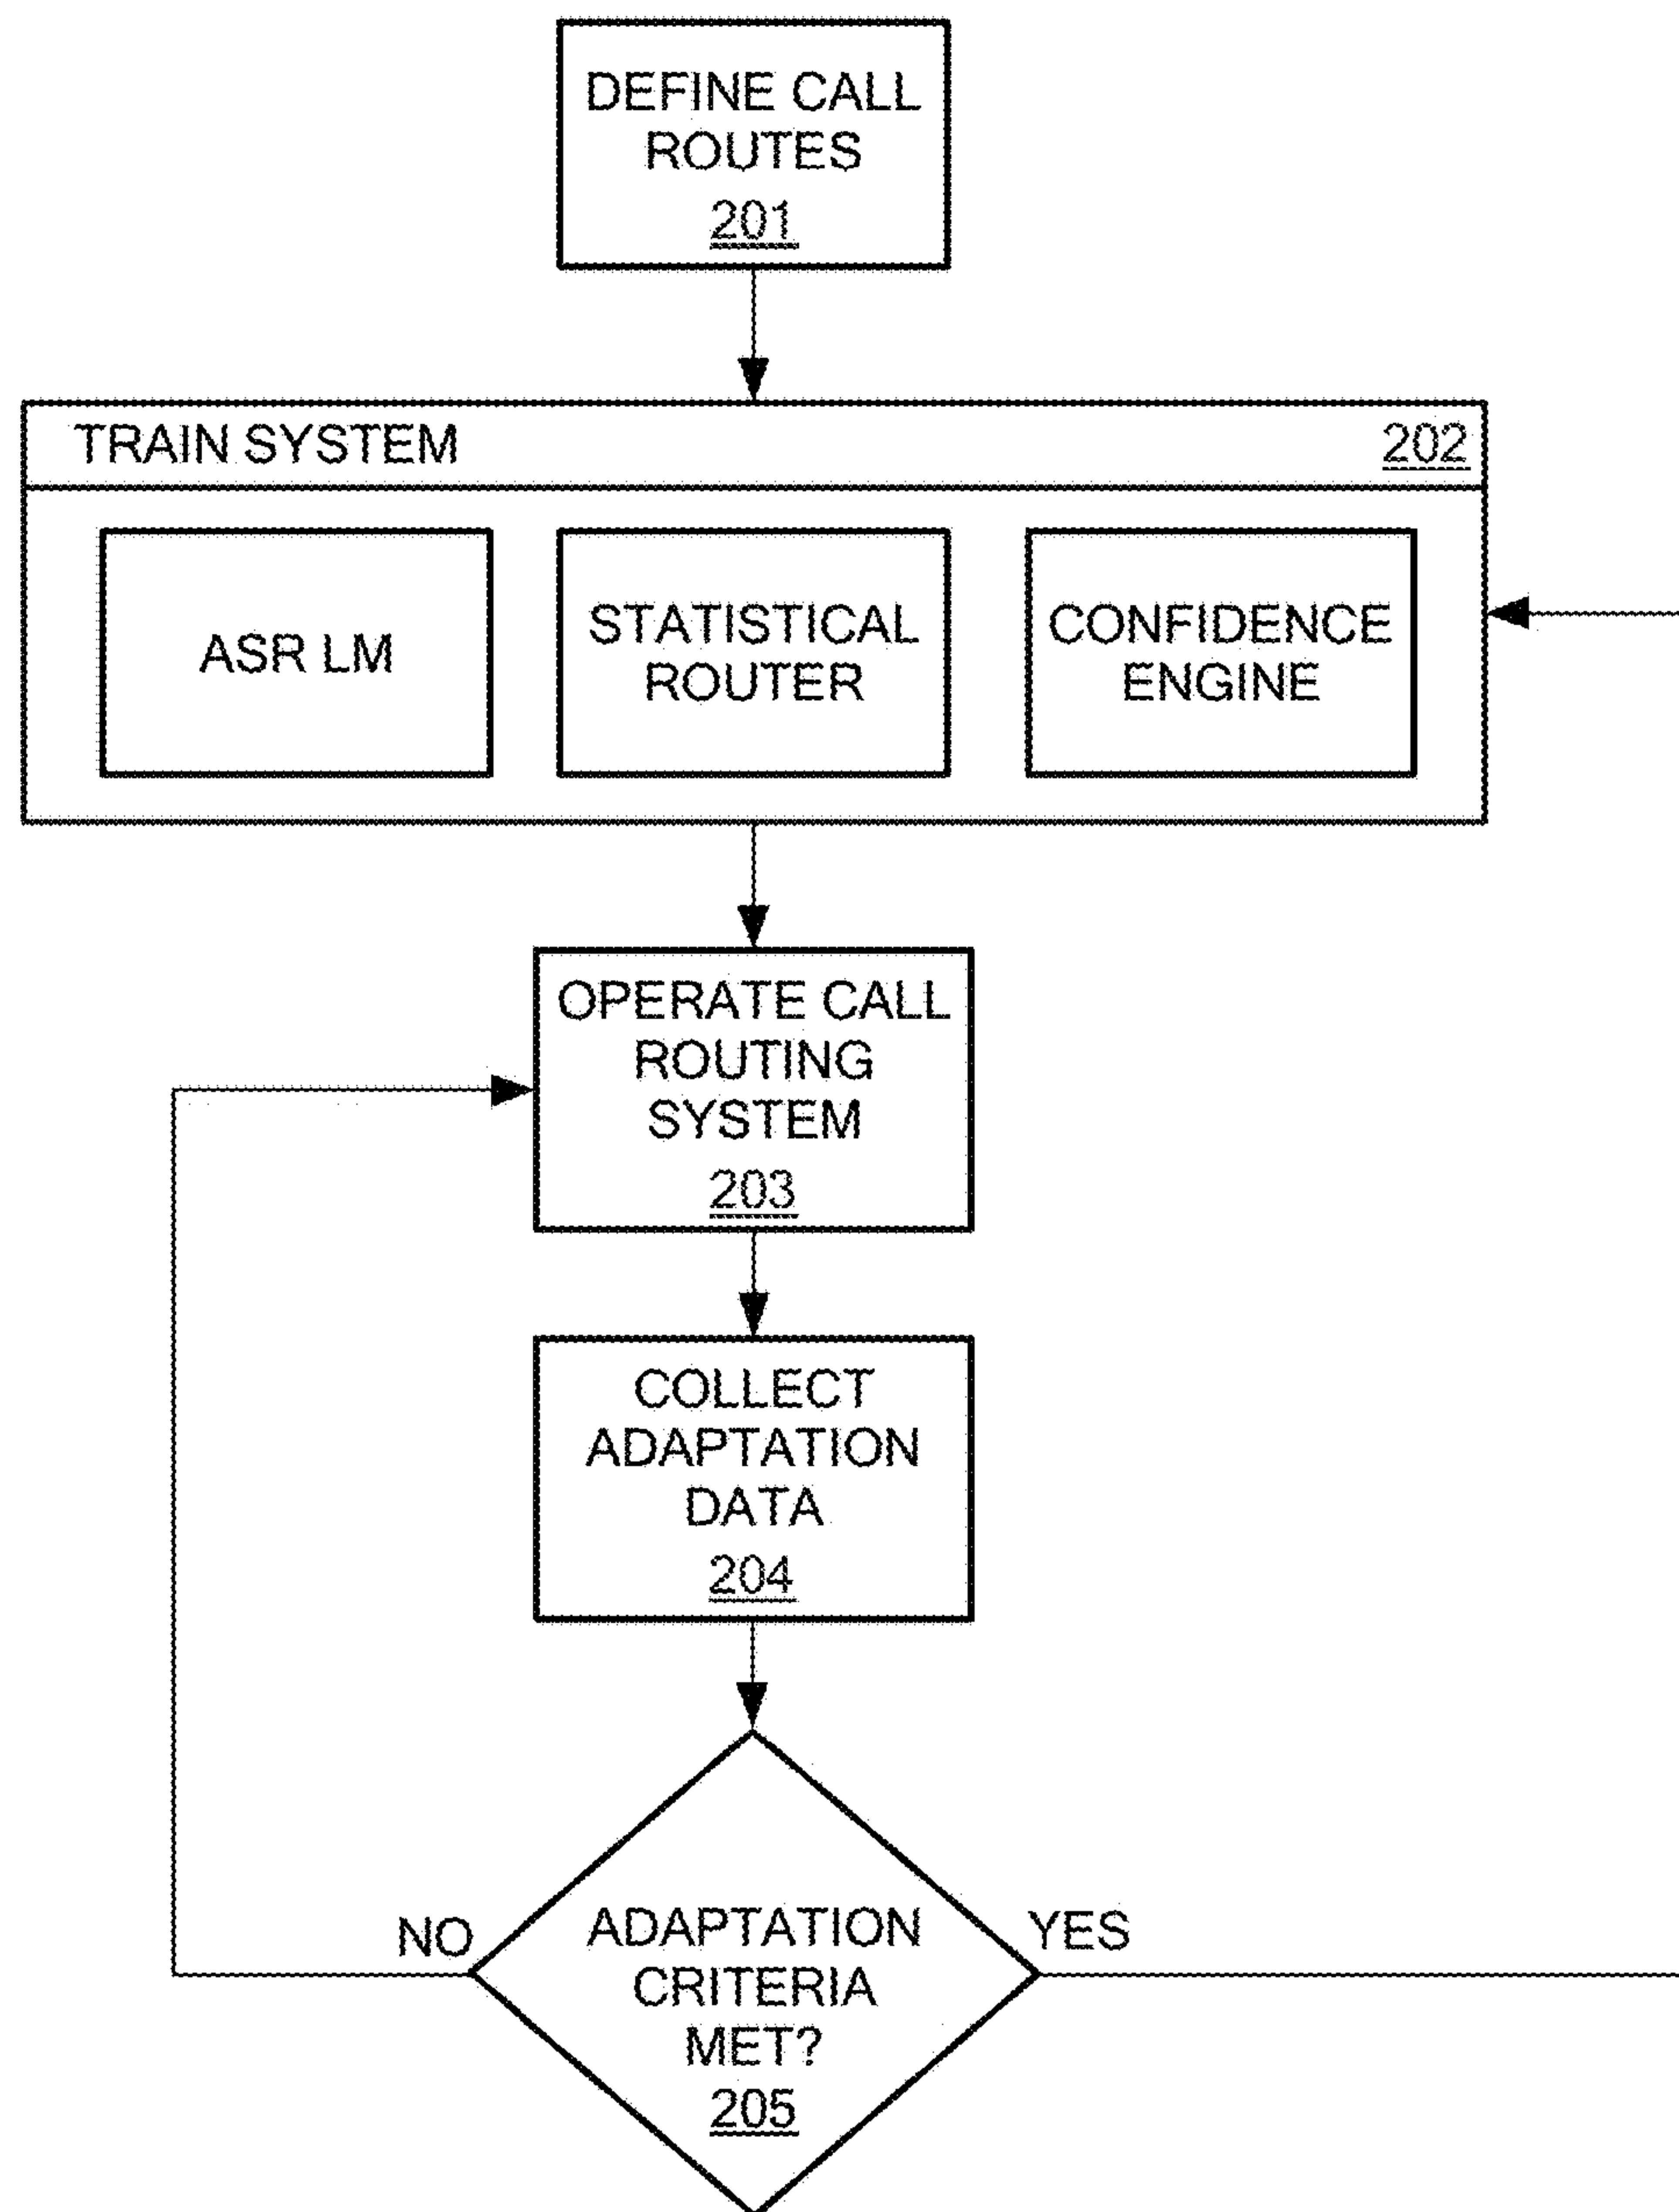 DEFINE CALL
ROUTES
201
TRAIN SYSTEM
202
ASR LM
STATISTICAL
ROUTER
CONFIDENCE
ENGINE
OPERATE CALL
ROUTING
SYSTEM
203
COLLECT
ADAPTATION
DATA
204
NO
YES
ADAPTATION
CRITERIA
MET?
205